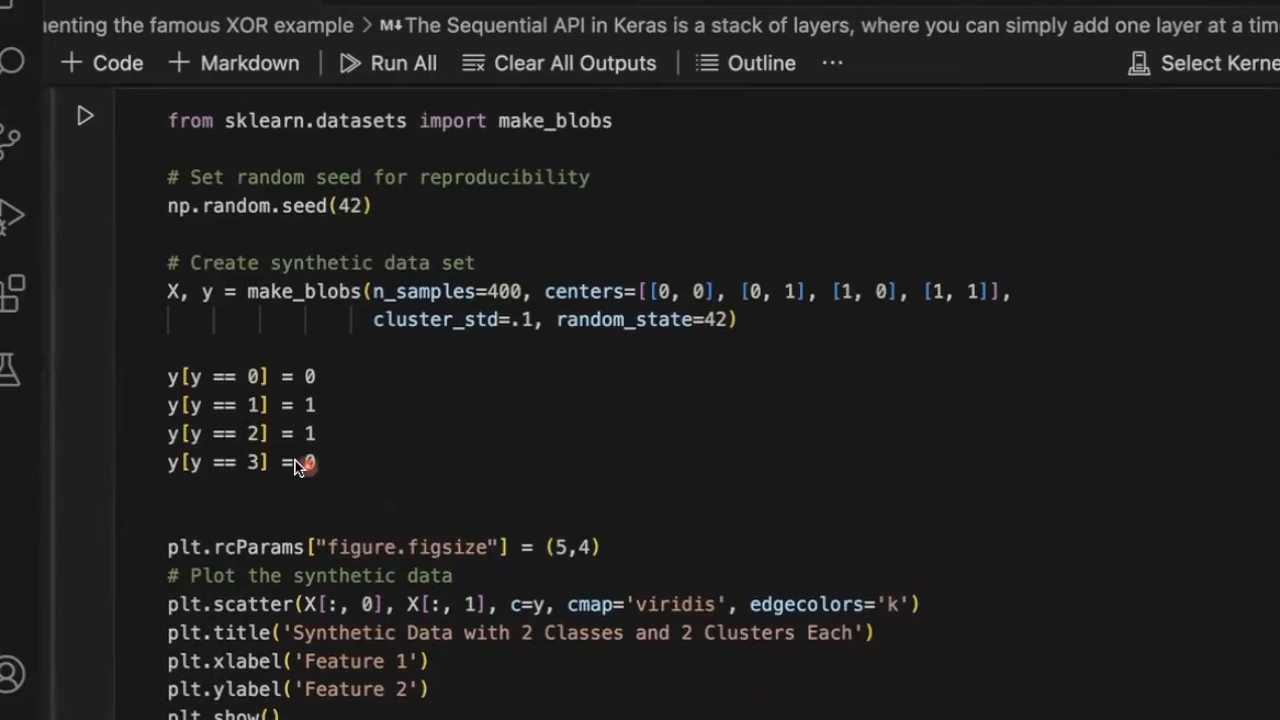 enting the famous XOR example > M↓The Sequential API in Keras is a stack of layers, where you can simply add one layer at a tim
+ Code + Markdown | Run All Clear All Outputs | Outline ··· Select Kerne
from sklearn.datasets import make_blobs
# Set random seed for reproducibility
np.random.seed(42)
# Create synthetic data set
X, y = make_blobs(n_samples=400, centers=[[0, 0], [0, 1], [1, 0], [1, 1]],
cluster_std=.1, random_state=42)
y[y == 0] = 0
y[y == 1] = 1
y[y == 2] = 1
y[y == 3] = 0
plt.rcParams["figure.figsize"] = (5,4)
# Plot the synthetic data
plt.scatter(X[:, 0], X[:, 1], c=y, cmap='viridis', edgecolors='k')
plt.title('Synthetic Data with 2 Classes and 2 Clusters Each')
plt.xlabel('Feature 1')
plt.ylabel('Feature 2')
plt.show()